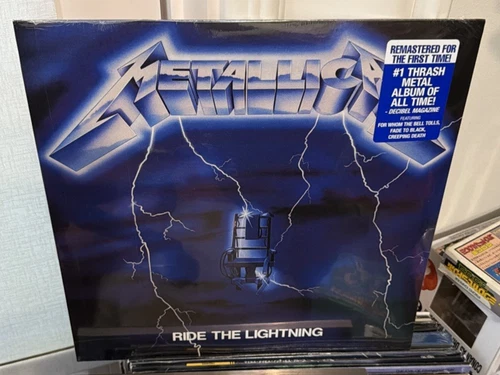 METALLICA
REMASTERED FOR
THE FIRST TIME!
#1 THRASH
METAL
ALBUM OF
ALL TIME!
- DECIBEL MAGAZINE
FEATURING
FOR WHOM THE BELL TOLLS,
FADE TO BLACK,
CREEPING DEATH
RIDE THE LIGHTNING